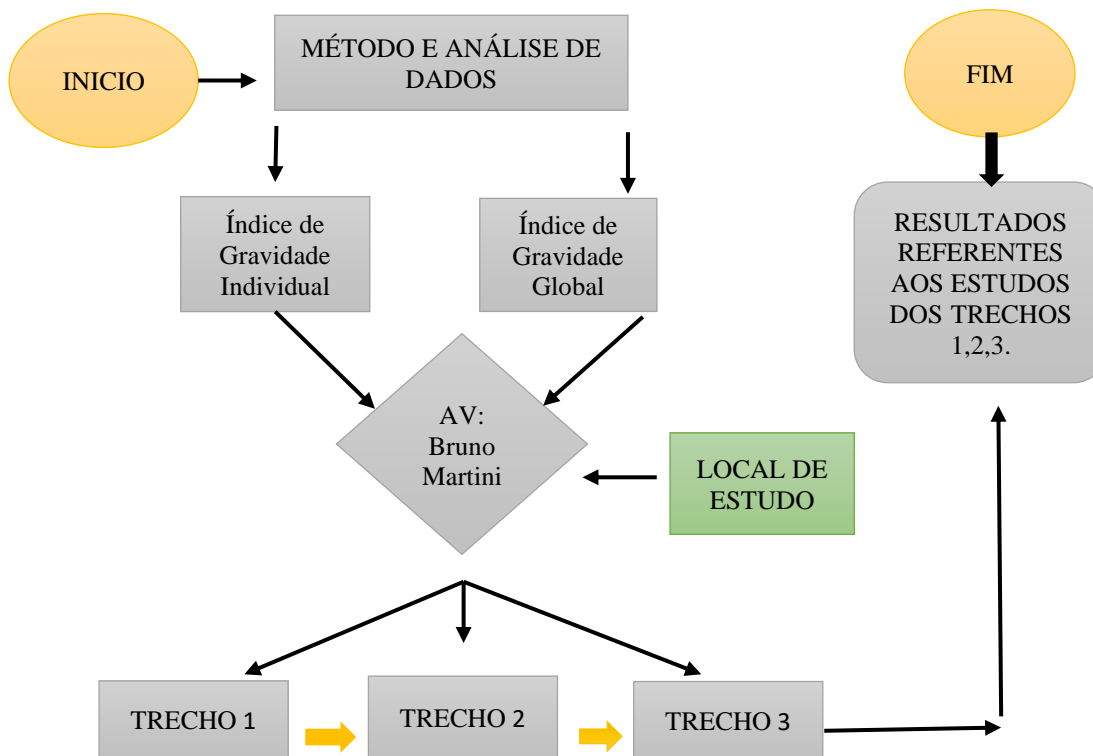 INICIO
MÉTODO E ANÁLISE DE
DADOS
FIM
Índice de
Gravidade
Individual
Índice de
Gravidade
Global
RESULTADOS
REFERENTES
AOS ESTUDOS
DOS TRECHOS
1,2,3.
AV:
Bruno
Martini
LOCAL DE
ESTUDO
TRECHO 1
TRECHO 2
TRECHO 3